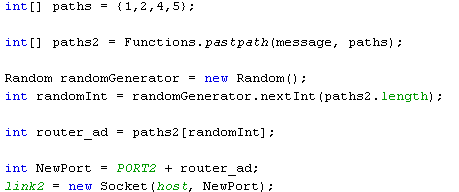 int[] paths = {1,2,4,5};
int[] paths2 = Functions.pastpath(message, paths);
Random randomGenerator = new Random();
int randomInt = randomGenerator.nextInt(paths2.length);
int router_ad = paths2[randomInt];
int NewPort = PORT2 + router_ad;
link2 = new Socket(host, NewPort);